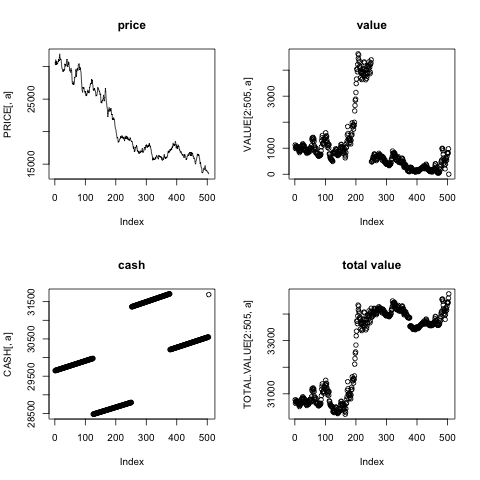 price
PRICE[, a]
25000
15000
0 100 200 300 400 500
Index
value
VALUE[2:505, a]
3000
1000
0
0 100 200 300 400 500
Index
cash
CASH[, a]
31500
30500
29500
28500
0 100 200 300 400 500
Index
total value
TOTAL.VALUE[2:505, a]
33000
31000
0 100 200 300 400 500
Index